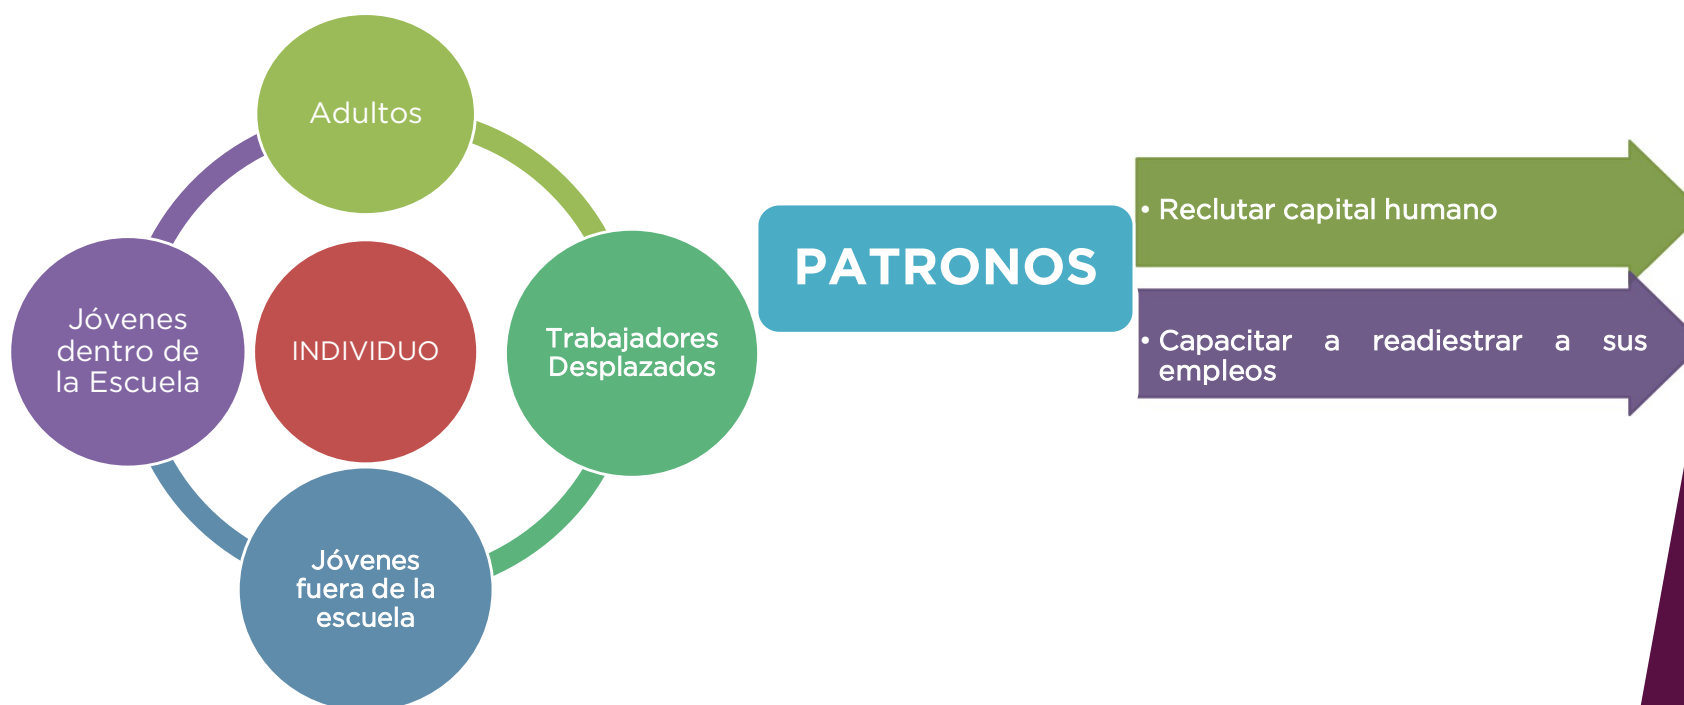 Adultos
Jóvenes
dentro de
la Escuela
INDIVIDUO
Trabajadores
Desplazados
Jóvenes
fuera de la
escuela
PATRONOS
• Reclutar capital humano
• Capacitar a readiestrar a sus
empleos